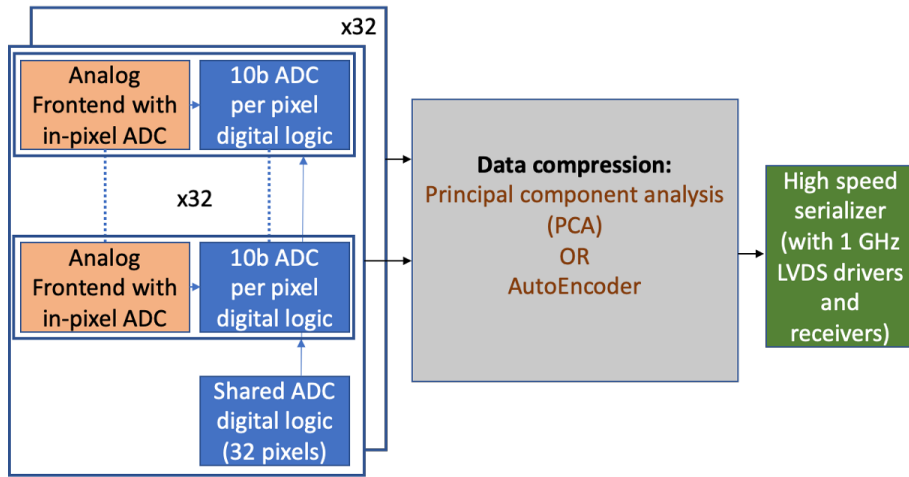 x32
Analog
Frontend with
in-pixel ADC
10b ADC
per pixel
digital logic
x32
Analog
Frontend with
in-pixel ADC
10b ADC
per pixel
digital logic
Shared ADC
digital logic
(32 pixels)
Data compression:
Principal component analysis
(PCA)
OR
AutoEncoder
High speed
serializer
(with 1 GHz
LVDS drivers
and
receivers)